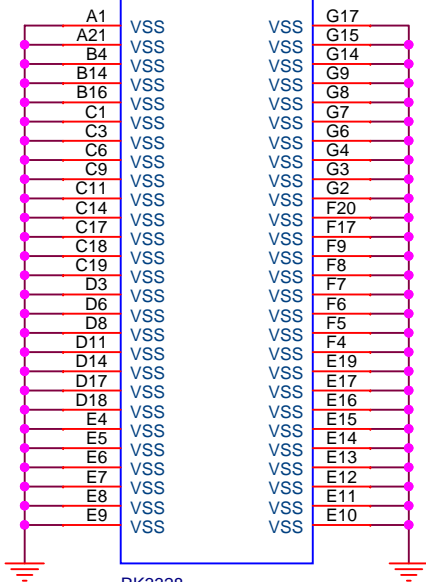 A1 VSS VSS G17
A21 VSS VSS G15
B4 VSS VSS G14
B14 VSS VSS G9
B16 VSS VSS G8
C1 VSS VSS G7
C3 VSS VSS G6
C6 VSS VSS G4
C9 VSS VSS G3
C11 VSS VSS G2
C14 VSS VSS F20
C17 VSS VSS F17
C18 VSS VSS F9
C19 VSS VSS F8
D3 VSS VSS F7
D6 VSS VSS F6
D8 VSS VSS F5
D11 VSS VSS F4
D14 VSS VSS E19
D17 VSS VSS E17
D18 VSS VSS E16
E4 VSS VSS E15
E5 VSS VSS E14
E6 VSS VSS E13
E7 VSS VSS E12
E8 VSS VSS E11
E9 VSS VSS E10